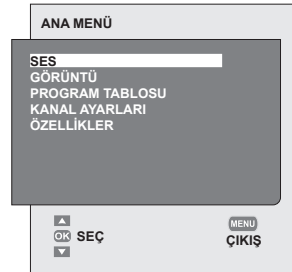 ANA MENÜ
SES
GÖRÜNTÜ
PROGRAM TABLOSU
KANAL AYARLARI
ÖZELLİKLER
OK SEÇ
MENU
ÇIKIŞ